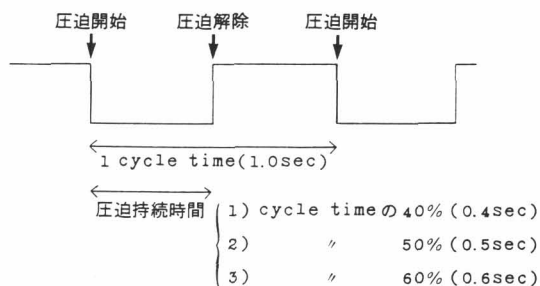 圧迫開始 圧迫解除 圧迫開始
1 cycle time(1.0sec)
圧迫持続時間 1) cycle timeの40%(0.4sec)
2) 〃 50%(0.5sec)
3) 〃 60%(0.6sec)